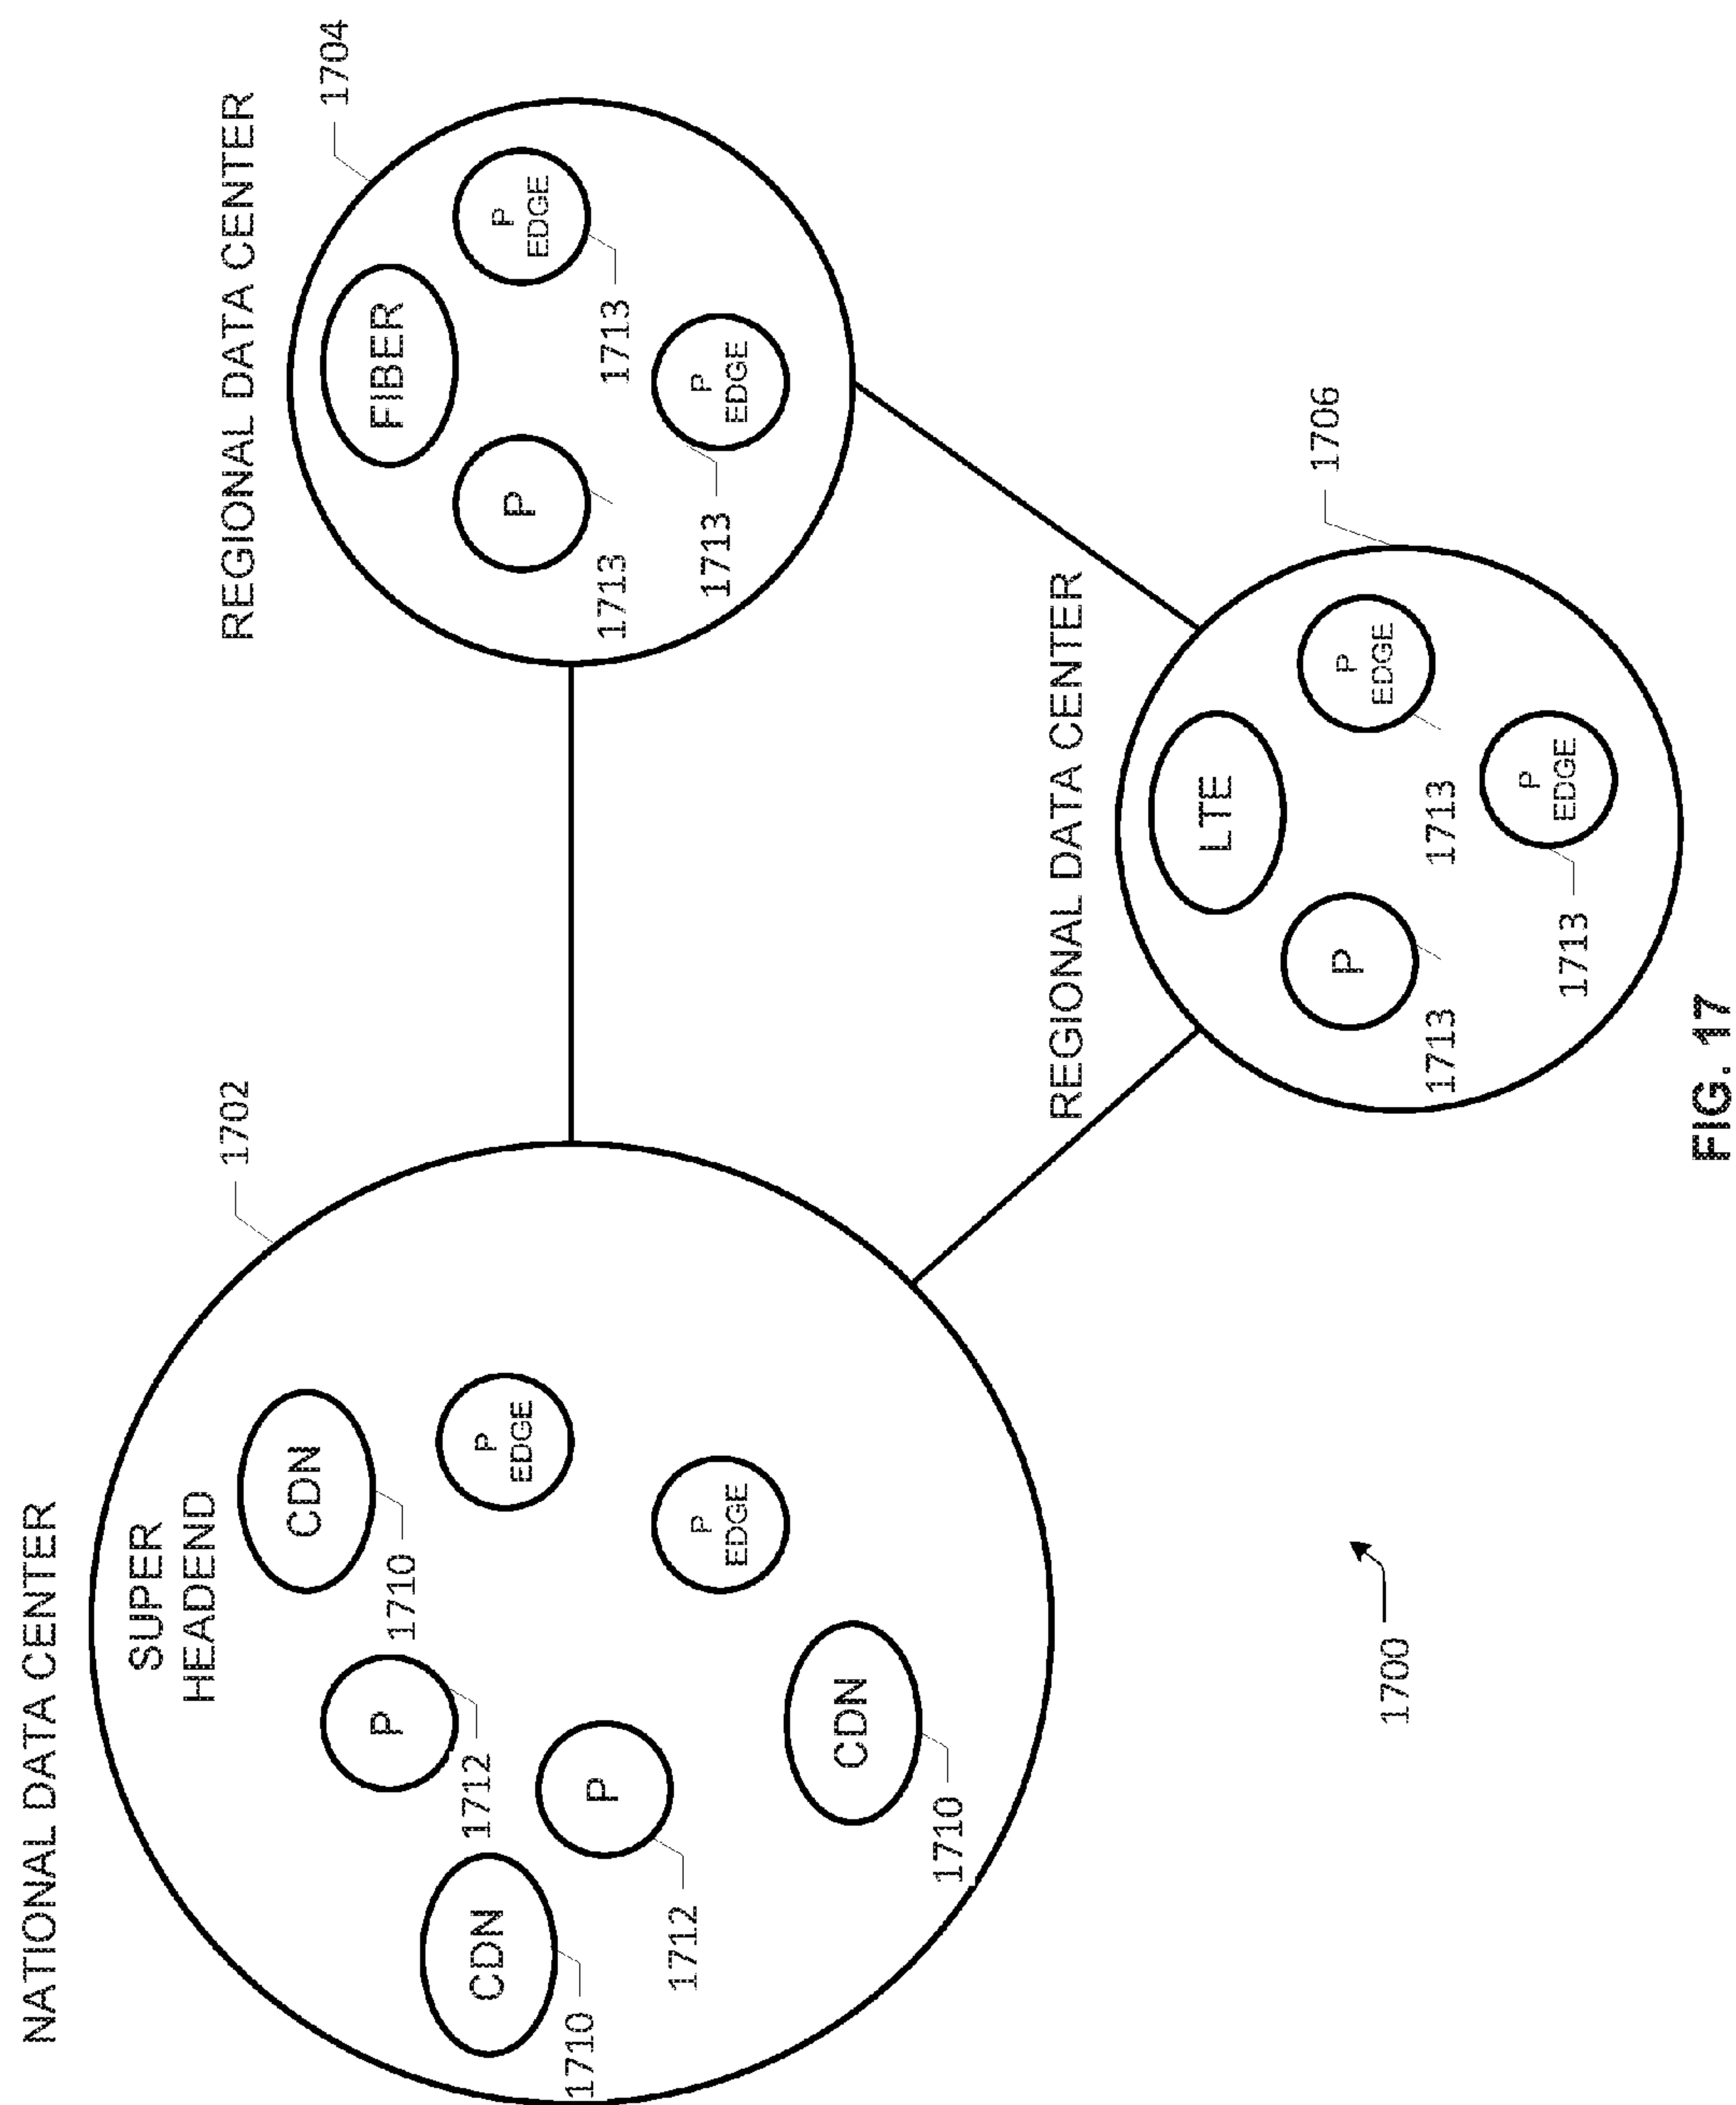 NATIONAL DATA CENTER
1702
SUPER
HEADEND
CDN
1710
P
1712
P
EDGE
CDN
1710
P
1712
P
EDGE
CDN
1710
REGIONAL DATA CENTER
1704
FIBER
P
1713
P
EDGE
1713
P
EDGE
1713
REGIONAL DATA CENTER
1706
LTE
P
1713
P
EDGE
1713
P
EDGE
1713
1700
FIG. 17